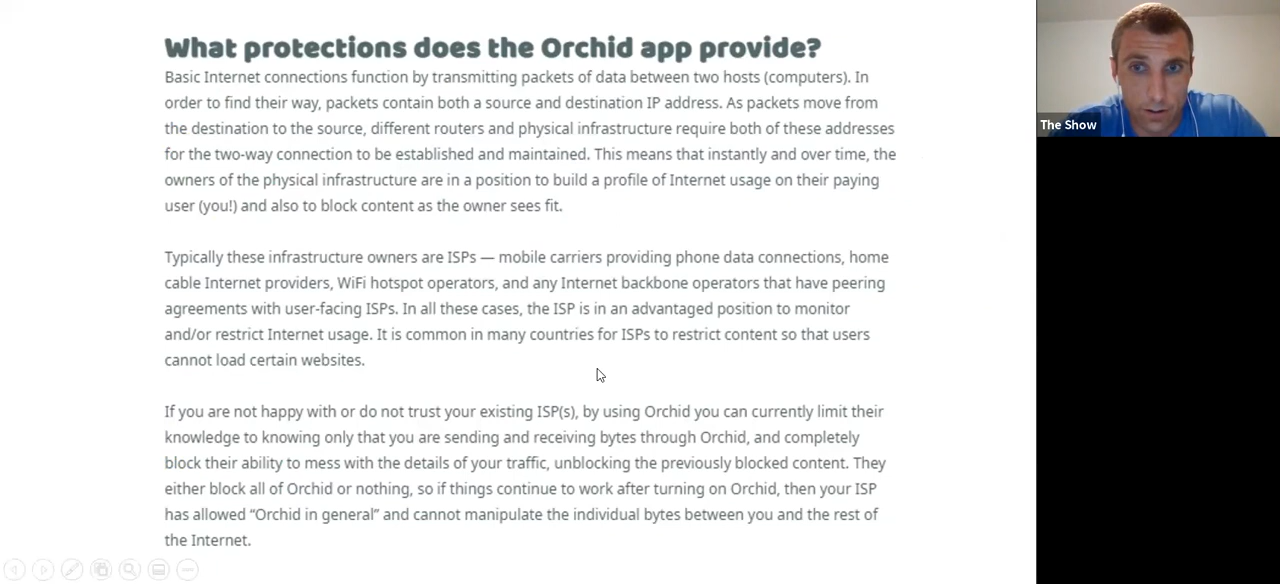 What protections does the Orchid app provide?
Basic Internet connections function by transmitting packets of data between two hosts (computers). In
order to find their way, packets contain both a source and destination IP address. As packets move from
the destination to the source, different routers and physical infrastructure require both of these addresses
for the two-way connection to be established and maintained. This means that instantly and over time, the
owners of the physical infrastructure are in a position to build a profile of Internet usage on their paying
user (you!) and also to block content as the owner sees fit.
Typically these infrastructure owners are ISPs — mobile carriers providing phone data connections, home
cable Internet providers, WiFi hotspot operators, and any Internet backbone operators that have peering
agreements with user-facing ISPs. In all these cases, the ISP is in an advantaged position to monitor
and/or restrict Internet usage. It is common in many countries for ISPs to restrict content so that users
cannot load certain websites.
If you are not happy with or do not trust your existing ISP(s), by using Orchid you can currently limit their
knowledge to knowing only that you are sending and receiving bytes through Orchid, and completely
block their ability to mess with the details of your traffic, unblocking the previously blocked content. They
either block all of Orchid or nothing, so if things continue to work after turning on Orchid, then your ISP
has allowed “Orchid in general” and cannot manipulate the individual bytes between you and the rest of
the Internet.
The Show